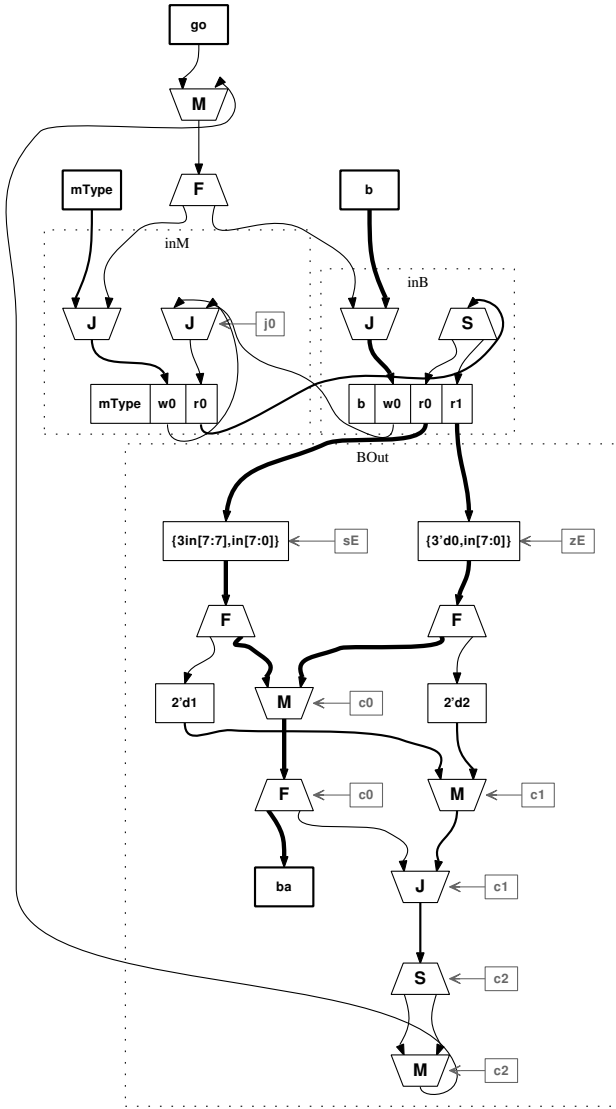 go
M
mType
F
b
inM
inB
J
J
j0
J
S
mType w0 r0
b w0 r0 r1
BOut
{3in[7:7],in[7:0]}
sE
{3'd0,in[7:0]}
zE
F
F
2'd1
M
c0
2'd2
F
c0
M
c1
ba
J
c1
S
c2
M
c2